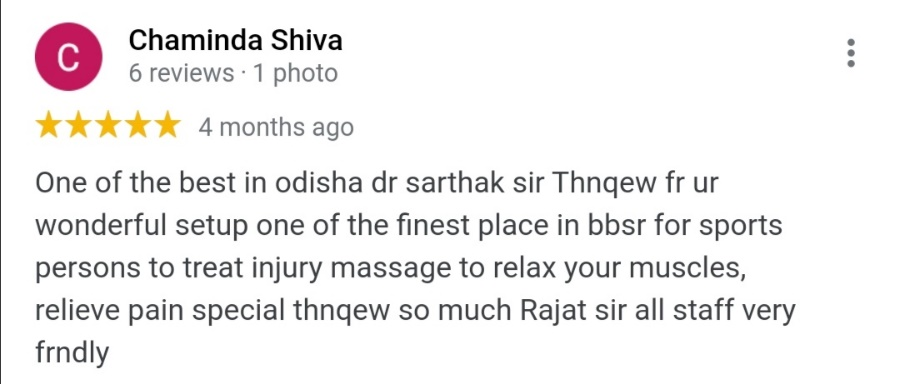 C
Chaminda Shiva
6 reviews · 1 photo
4 months ago
One of the best in odisha dr sarthak sir Thnqew fr ur
wonderful setup one of the finest place in bbsr for sports
persons to treat injury massage to relax your muscles,
relieve pain special thnqew so much Rajat sir all staff very
frndly